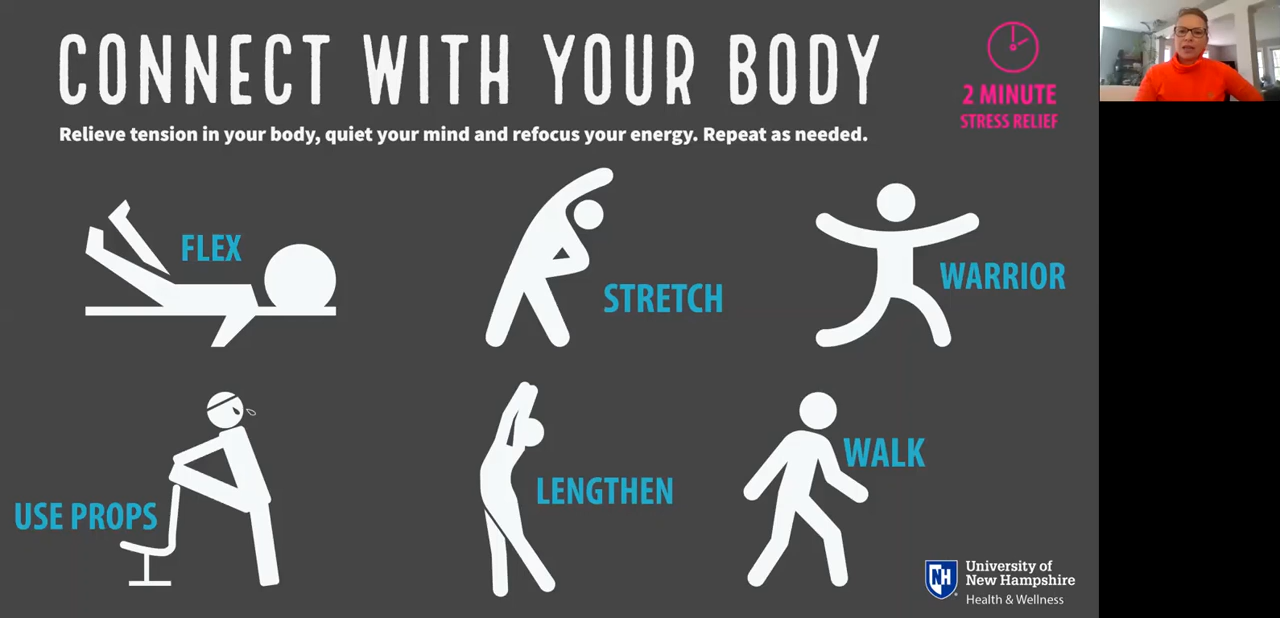 CONNECT WITH YOUR BODY
Relieve tension in your body, quiet your mind and refocus your energy. Repeat as needed.
2 MINUTE
STRESS RELIEF
FLEX
STRETCH
WARRIOR
USE PROPS
LENGTHEN
WALK
NH
University of
New Hampshire
Health & Wellness